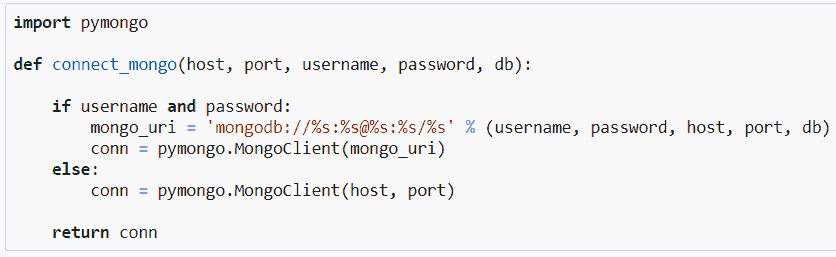 import pymongo
def connect_mongo(host, port, username, password, db):
    if username and password:
        mongo_uri = 'mongodb://%s:%s@%s:%s/%s' % (username, password, host, port, db)
        conn = pymongo.MongoClient(mongo_uri)
    else:
        conn = pymongo.MongoClient(host, port)
    return conn